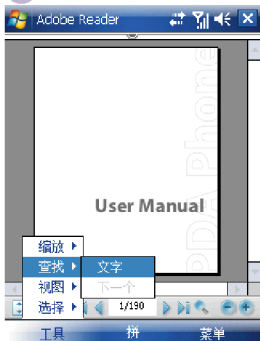 Adobe Reader
PDA Phone
User Manual
缩放
查找 文字
视图 下一个
选择 1/190
工具 拼 菜单